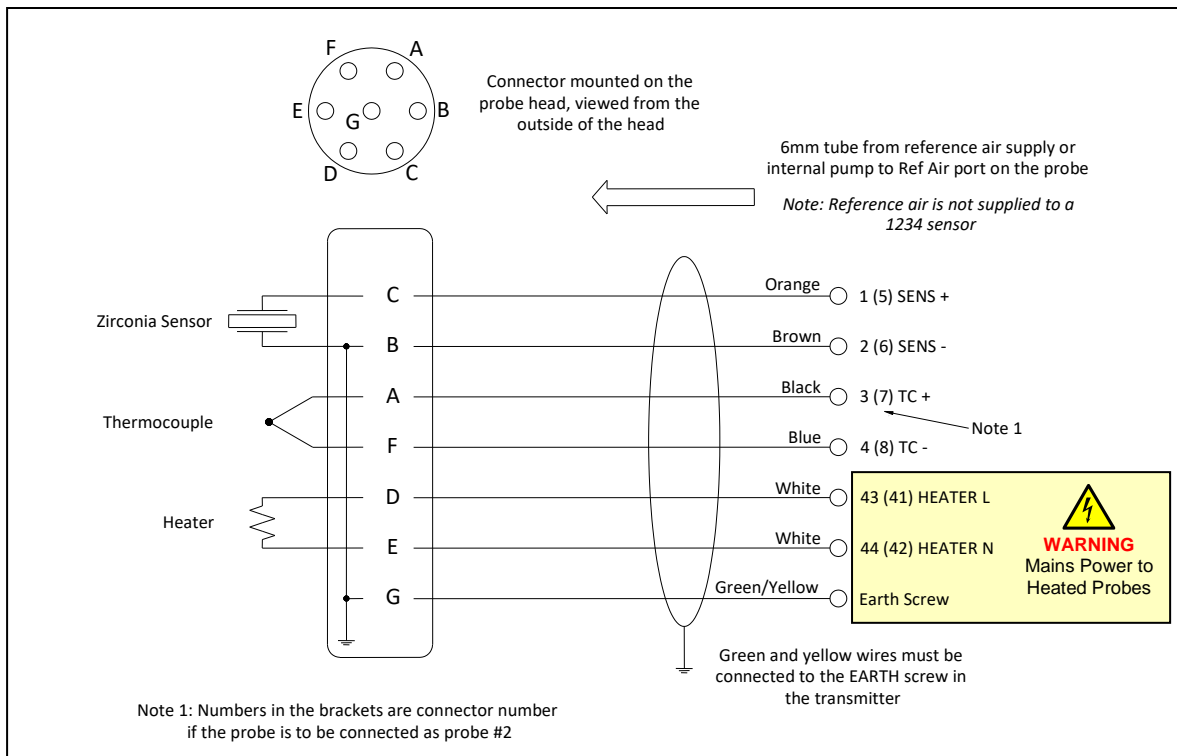 F
A
E
G
B
D
C
Connector mounted on the
probe head, viewed from the
outside of the head
6mm tube from reference air supply or
internal pump to Ref Air port on the probe
Note: Reference air is not supplied to a
1234 sensor
Zirconia Sensor
C
Orange
1 (5) SENS +
B
Brown
2 (6) SENS -
Thermocouple
A
Black
3 (7) TC +
Note 1
F
Blue
4 (8) TC -
Heater
D
White
43 (41) HEATER L
E
White
44 (42) HEATER N
G
Green/Yellow
Earth Screw
WARNING
Mains Power to
Heated Probes
Green and yellow wires must be
connected to the EARTH screw in
the transmitter
Note 1: Numbers in the brackets are connector number
if the probe is to be connected as probe #2